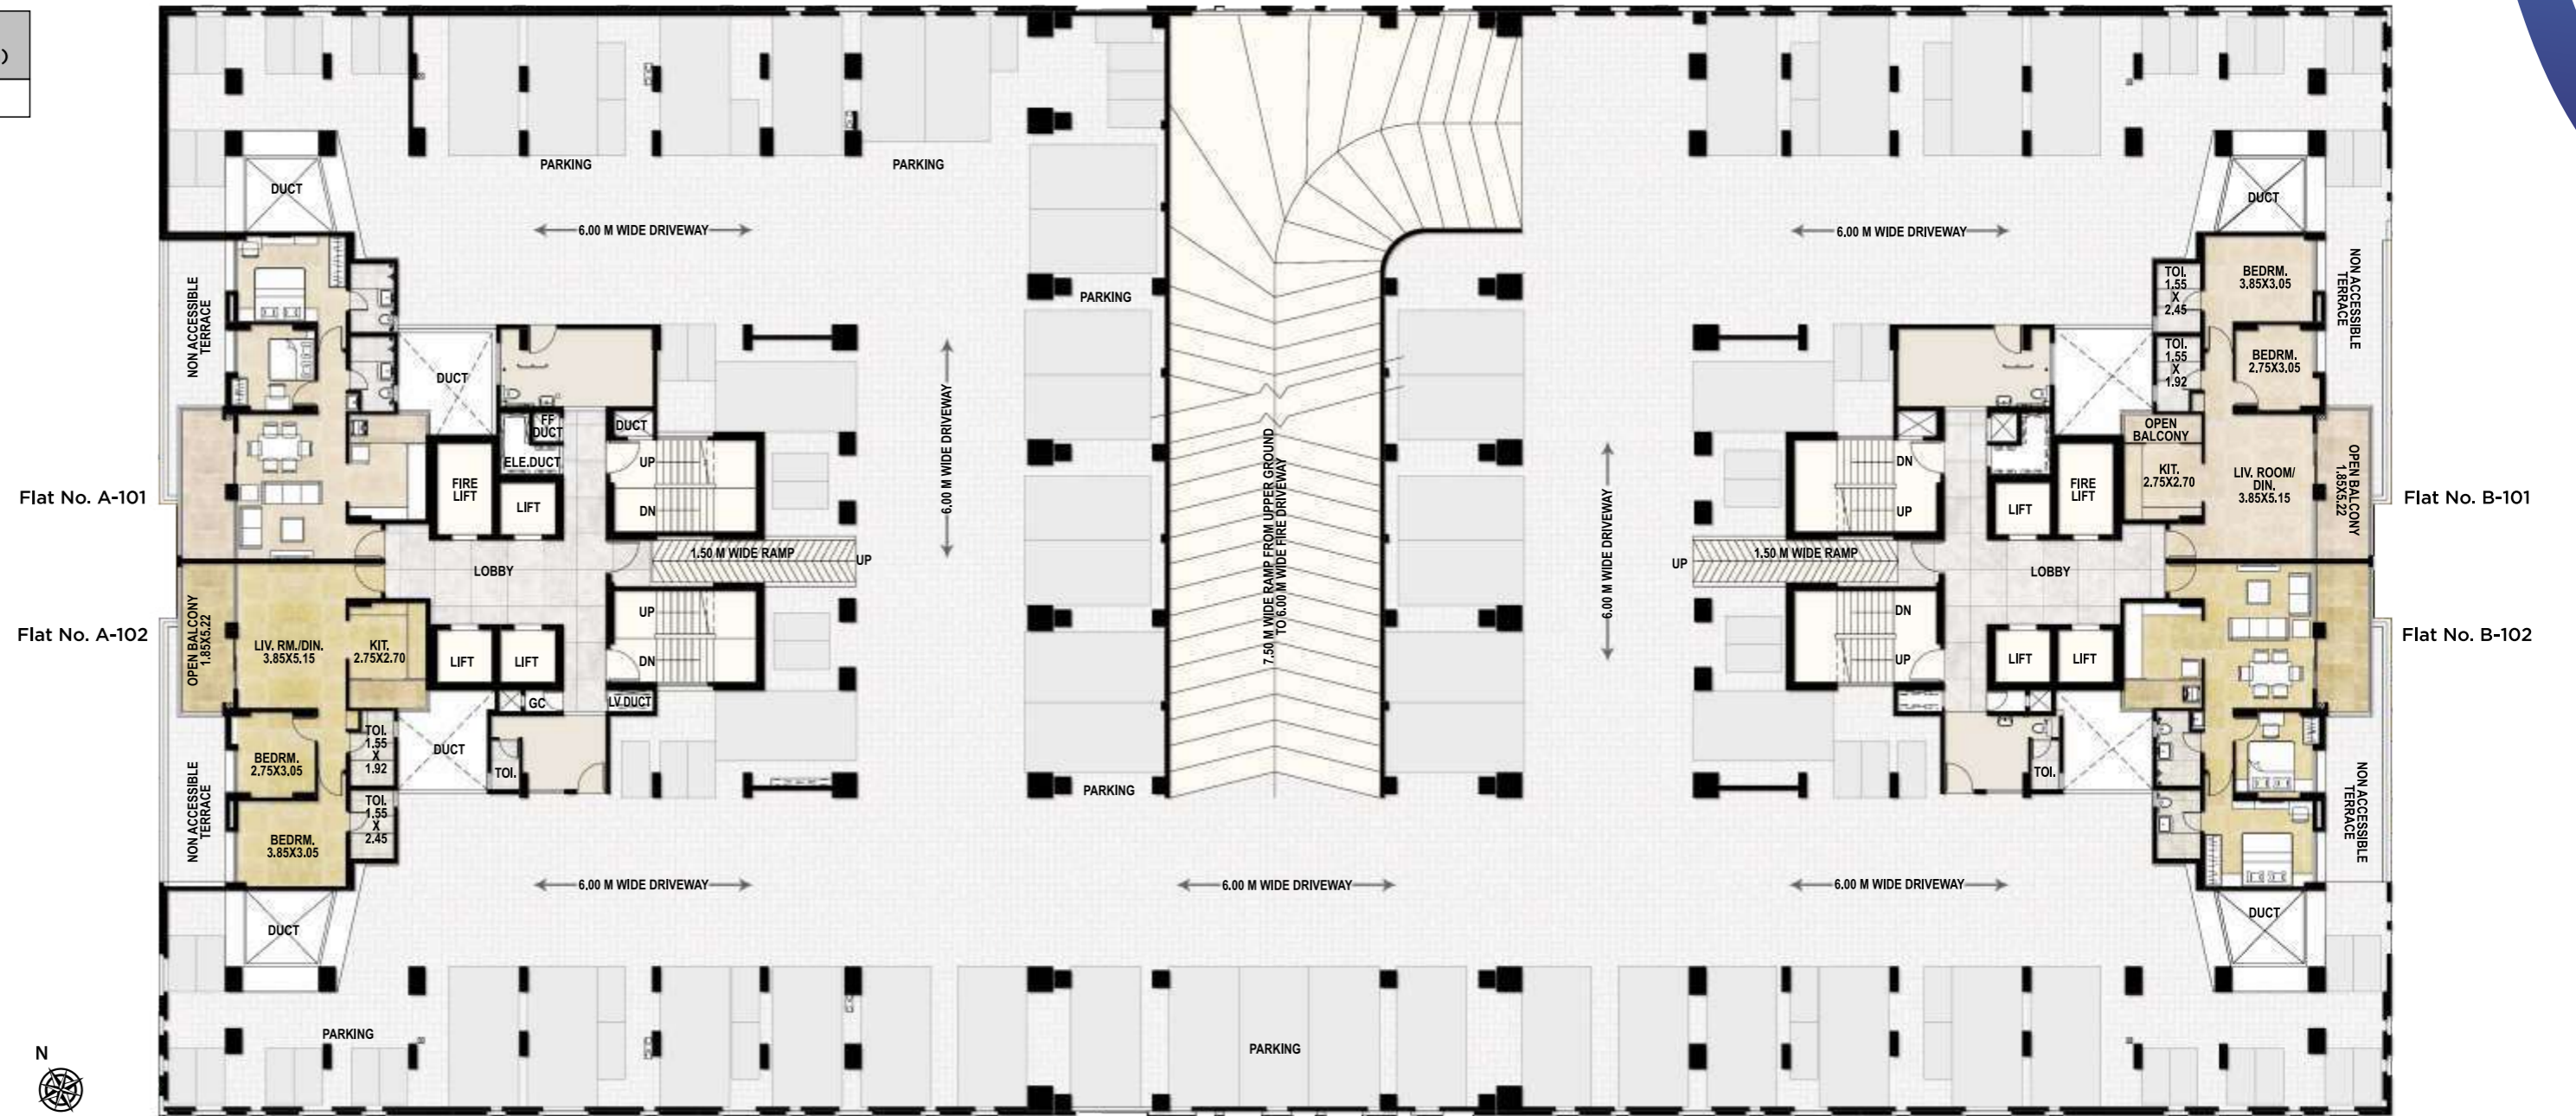 )
PARKING
PARKING
DUCT
DUCT
6.00 M WIDE DRIVEWAY
6.00 M WIDE DRIVEWAY
NON ACCESSIBLE
TERRACE
PARKING
TOI.
1.55
X
2.45
BEDRM.
3.85X3.05
NON ACCESSIBLE
TERRACE
DUCT
TOI.
1.55
X
1.92
BEDRM.
2.75X3.05
FF
DUCT
DUCT
ELE.DUCT
UP
DN
FIRE
LIFT
LIFT
6.00 M WIDE DRIVEWAY
7.50 M WIDE RAMP FROM UPPER GROUND
TO 6.00 M WIDE FIRE DRIVEWAY
6.00 M WIDE DRIVEWAY
DN
UP
LIFT
FIRE
LIFT
OPEN
BALCONY
KIT.
2.75X2.70
LIV. ROOM/
DIN.
3.85X5.15
OPEN BALCONY
1.85X5.22
Flat No. A-101
Flat No. B-101
1.50 M WIDE RAMP
UP
LOBBY
UP
1.50 M WIDE RAMP
LOBBY
Flat No. A-102
Flat No. B-102
OPEN BALCONY
1.85X5.22
LIV. RM./DIN.
3.85X5.15
KIT.
2.75X2.70
LIFT
LIFT
UP
DN
DN
UP
LIFT
LIFT
GC
LV DUCT
DUCT
TOI.
TOI.
1.55
X
1.92
BEDRM.
2.75X3.05
TOI.
1.55
X
2.45
BEDRM.
3.85X3.05
NON ACCESSIBLE
TERRACE
PARKING
TOI.
NON ACCESSIBLE
TERRACE
6.00 M WIDE DRIVEWAY
6.00 M WIDE DRIVEWAY
6.00 M WIDE DRIVEWAY
DUCT
DUCT
PARKING
PARKING
N